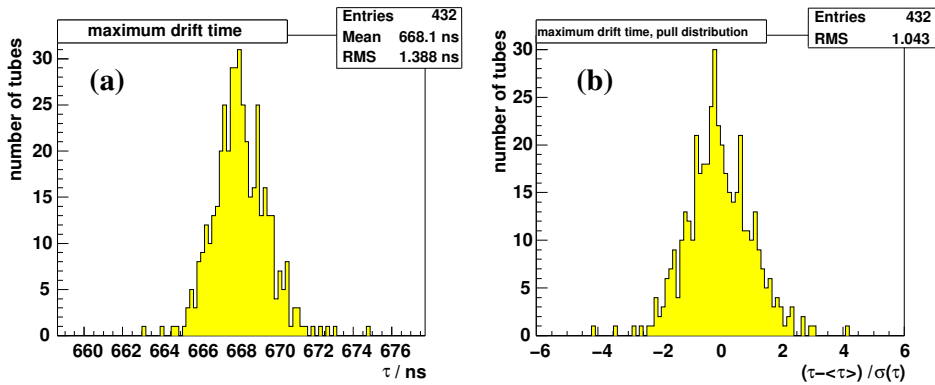 maximum drift time
Entries 432
Mean 668.1 ns
RMS 1.388 ns
(a)
number of tubes
30
25
20
15
10
5
0
660 662 664 666 668 670 672 674 676
τ / ns
maximum drift time, pull distribution
Entries 432
RMS 1.043
(b)
number of tubes
30
25
20
15
10
5
0
−6 −4 −2 0 2 4 6
(τ−<τ>) /σ(τ)